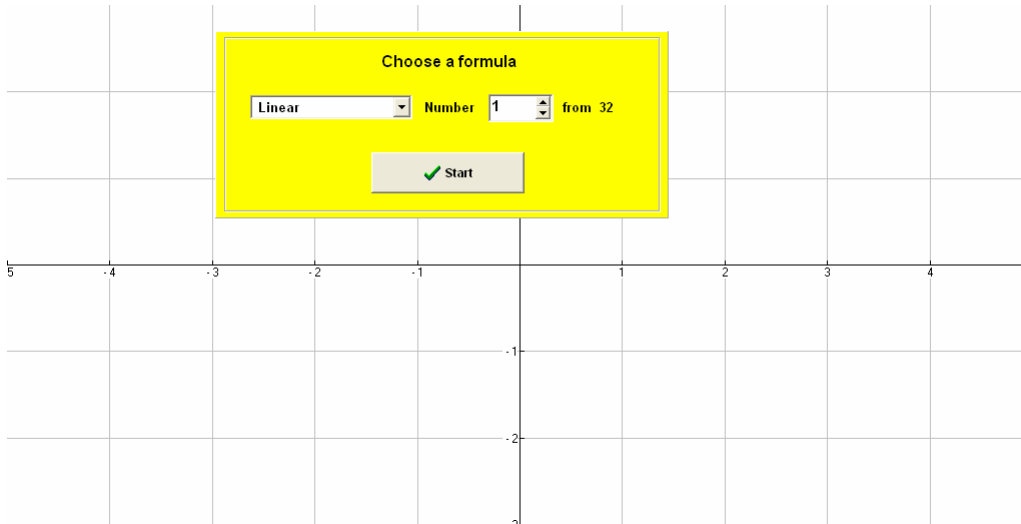 Choose a formula
Linear Number 1 from 32
Start
5 -4 -3 -2 -1 1 2 3 4
-1
-2